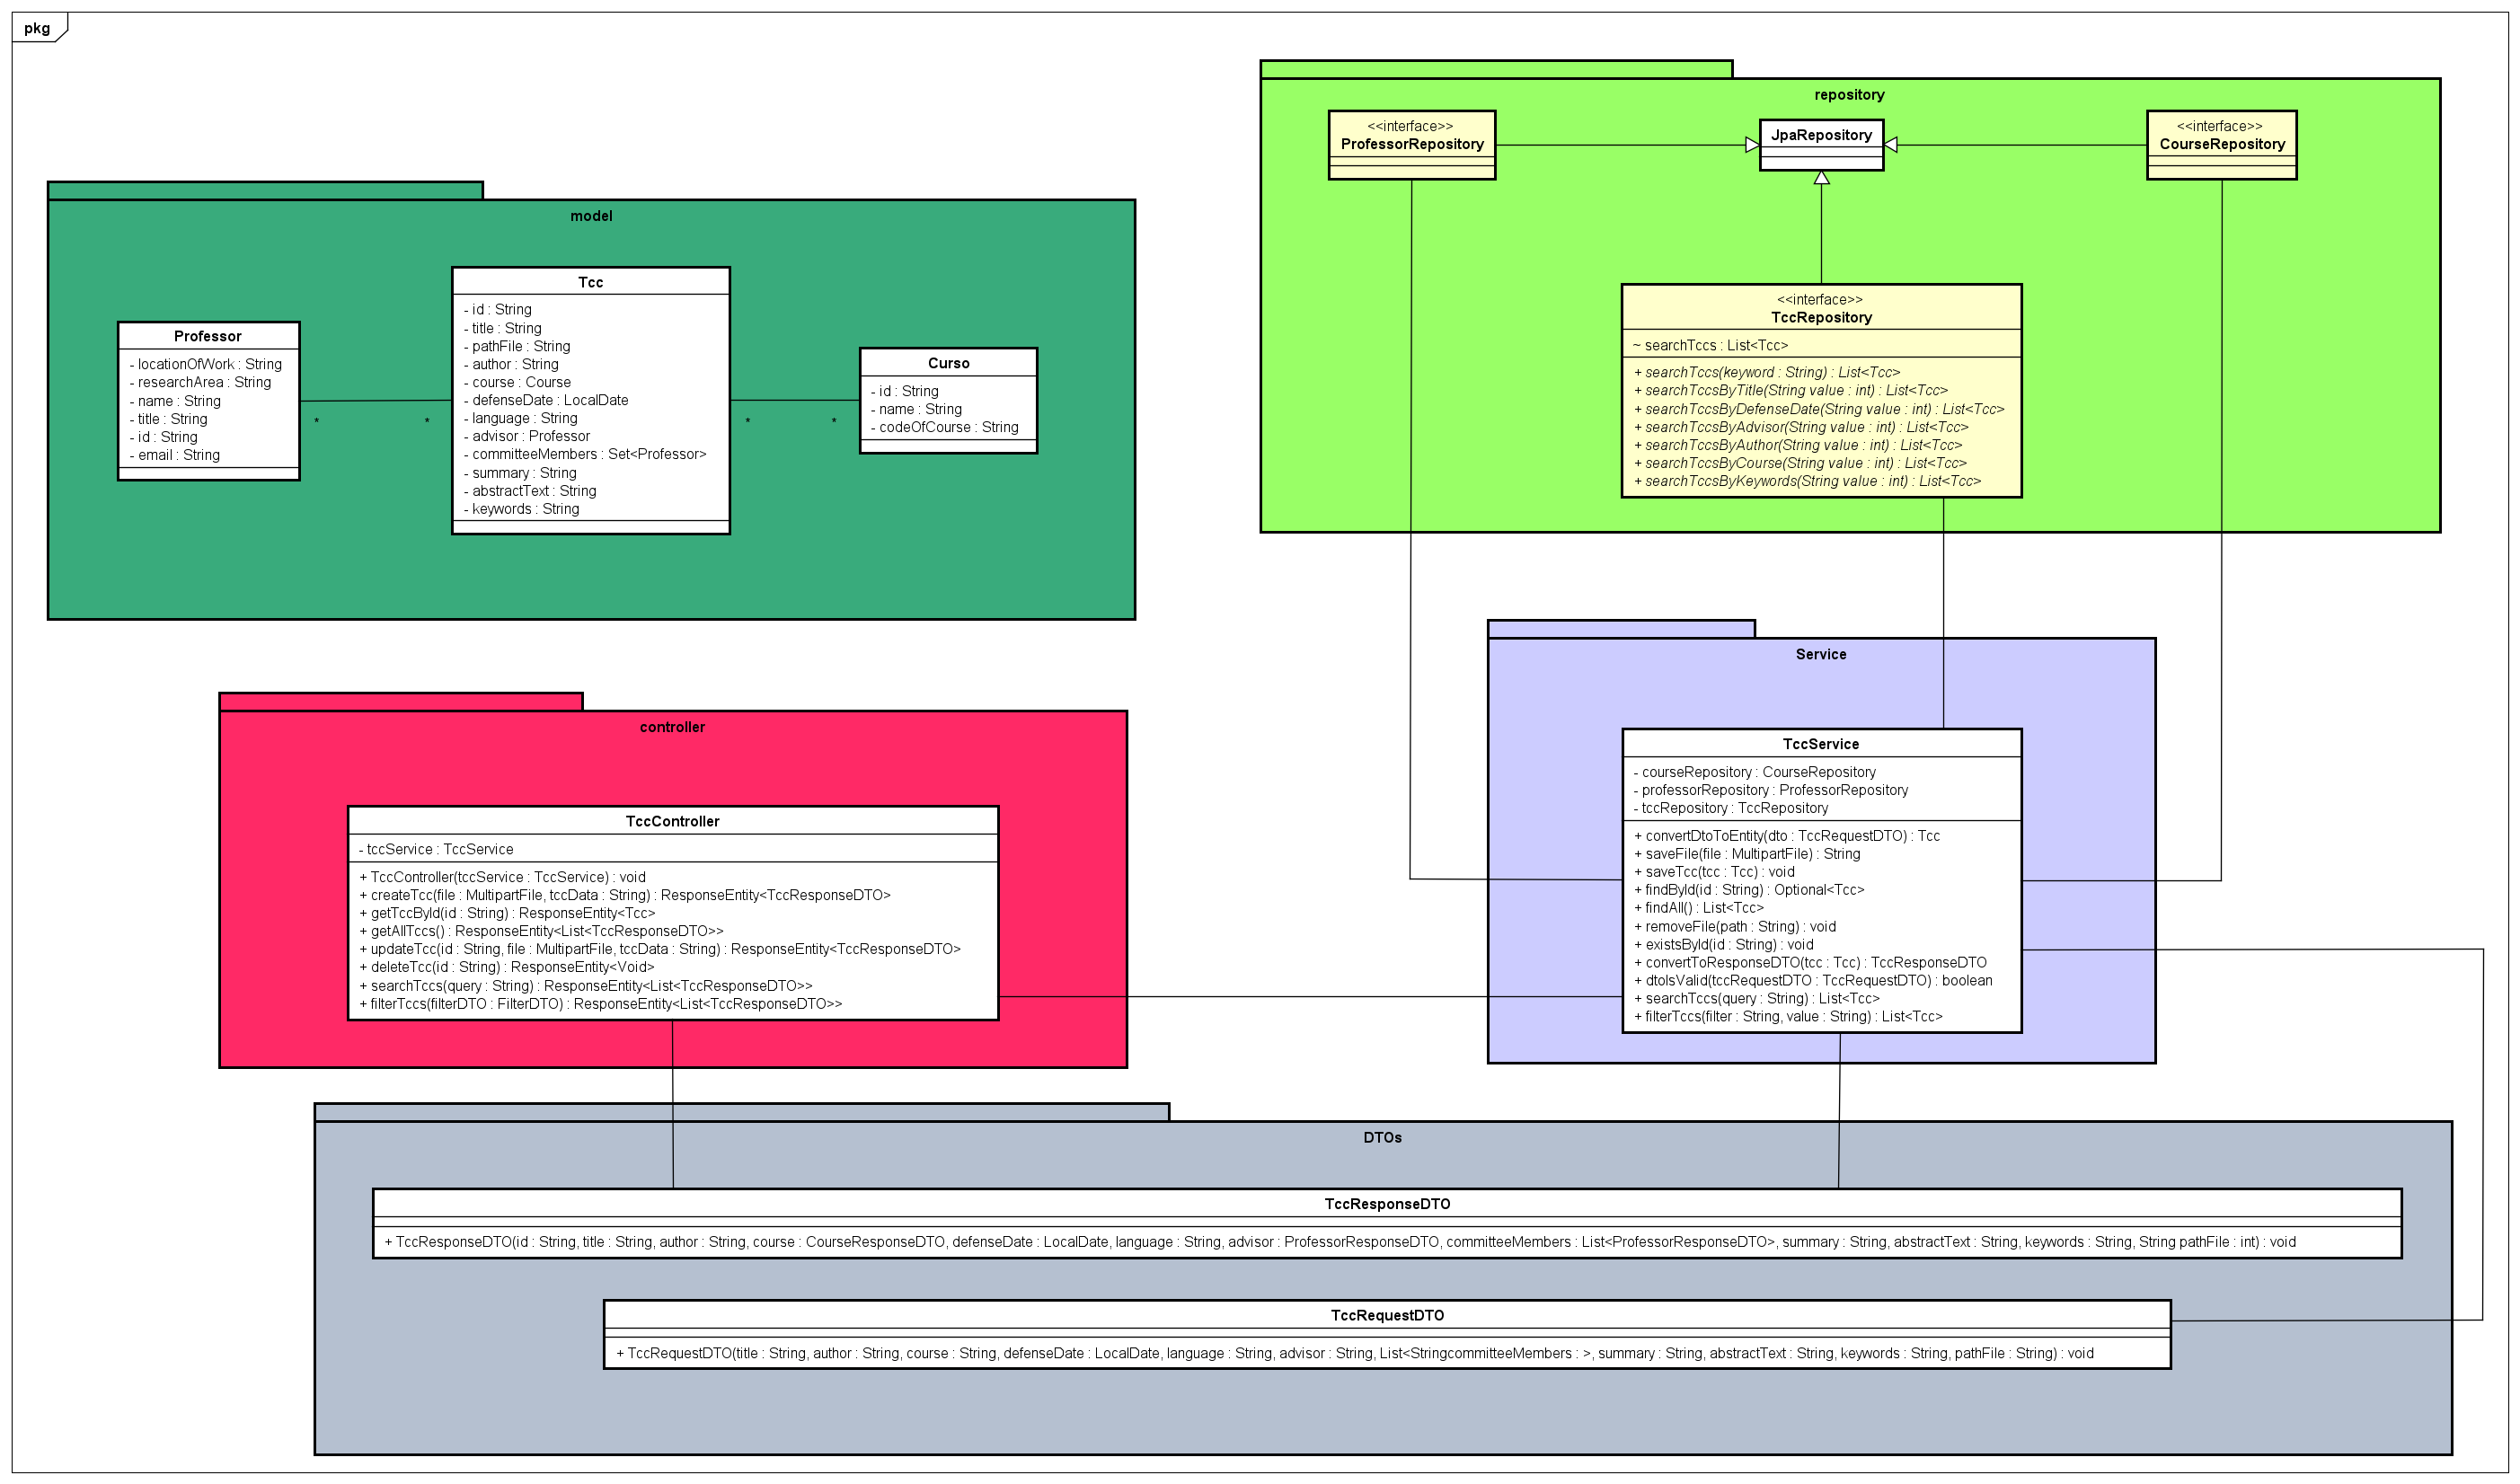 pkg
repository
<<interface>>
ProfessorRepository
JpaRepository
<<interface>>
CourseRepository
<<interface>>
TccRepository
~ searchTccs : List<Tcc>
+ searchTccs(keyword : String) : List<Tcc>
+ searchTccsByTitle(String value : int) : List<Tcc>
+ searchTccsByDefenseDate(String value : int) : List<Tcc>
+ searchTccsByAdvisor(String value : int) : List<Tcc>
+ searchTccsByAuthor(String value : int) : List<Tcc>
+ searchTccsByCourse(String value : int) : List<Tcc>
+ searchTccsByKeywords(String value : int) : List<Tcc>
model
Professor
- locationOfWork : String
- researchArea : String
- name : String
- title : String
- id : String
- email : String
*
*
Tcc
- id : String
- title : String
- pathFile : String
- author : String
- course : Course
- defenseDate : LocalDate
- language : String
- advisor : Professor
- committeeMembers : Set<Professor>
- summary : String
- abstractText : String
- keywords : String
*
*
Curso
- id : String
- name : String
- codeOfCourse : String
Service
TccService
- courseRepository : CourseRepository
- professorRepository : ProfessorRepository
- tccRepository : TccRepository
+ convertDtoToEntity(dto : TccRequestDTO) : Tcc
+ saveFile(file : MultipartFile) : String
+ saveTcc(tcc : Tcc) : void
+ findById(id : String) : Optional<Tcc>
+ findAll() : List<Tcc>
+ removeFile(path : String) : void
+ existsById(id : String) : void
+ convertToResponseDTO(tcc : Tcc) : TccResponseDTO
+ dtoIsValid(tccRequestDTO : TccRequestDTO) : boolean
+ searchTccs(query : String) : List<Tcc>
+ filterTccs(filter : String, value : String) : List<Tcc>
controller
TccController
- tccService : TccService
+ TccController(tccService : TccService) : void
+ createTcc(file : MultipartFile, tccData : String) : ResponseEntity<TccResponseDTO>
+ getTccById(id : String) : ResponseEntity<Tcc>
+ getAllTccs() : ResponseEntity<List<TccResponseDTO>>
+ updateTcc(id : String, file : MultipartFile, tccData : String) : ResponseEntity<TccResponseDTO>
+ deleteTcc(id : String) : ResponseEntity<Void>
+ searchTccs(query : String) : ResponseEntity<List<TccResponseDTO>>
+ filterTccs(filterDTO : FilterDTO) : ResponseEntity<List<TccResponseDTO>>
DTOs
TccResponseDTO
+ TccResponseDTO(id : String, title : String, author : String, course : CourseResponseDTO, defenseDate : LocalDate, language : String, advisor : ProfessorResponseDTO, committeeMembers : List<ProfessorResponseDTO>, summary : String, abstractText : String, keywords : String, String pathFile : int) : void
TccRequestDTO
+ TccRequestDTO(title : String, author : String, course : String, defenseDate : LocalDate, language : String, advisor : String, List<StringcommitteeMembers : >, summary : String, abstractText : String, keywords : String, pathFile : String) : void